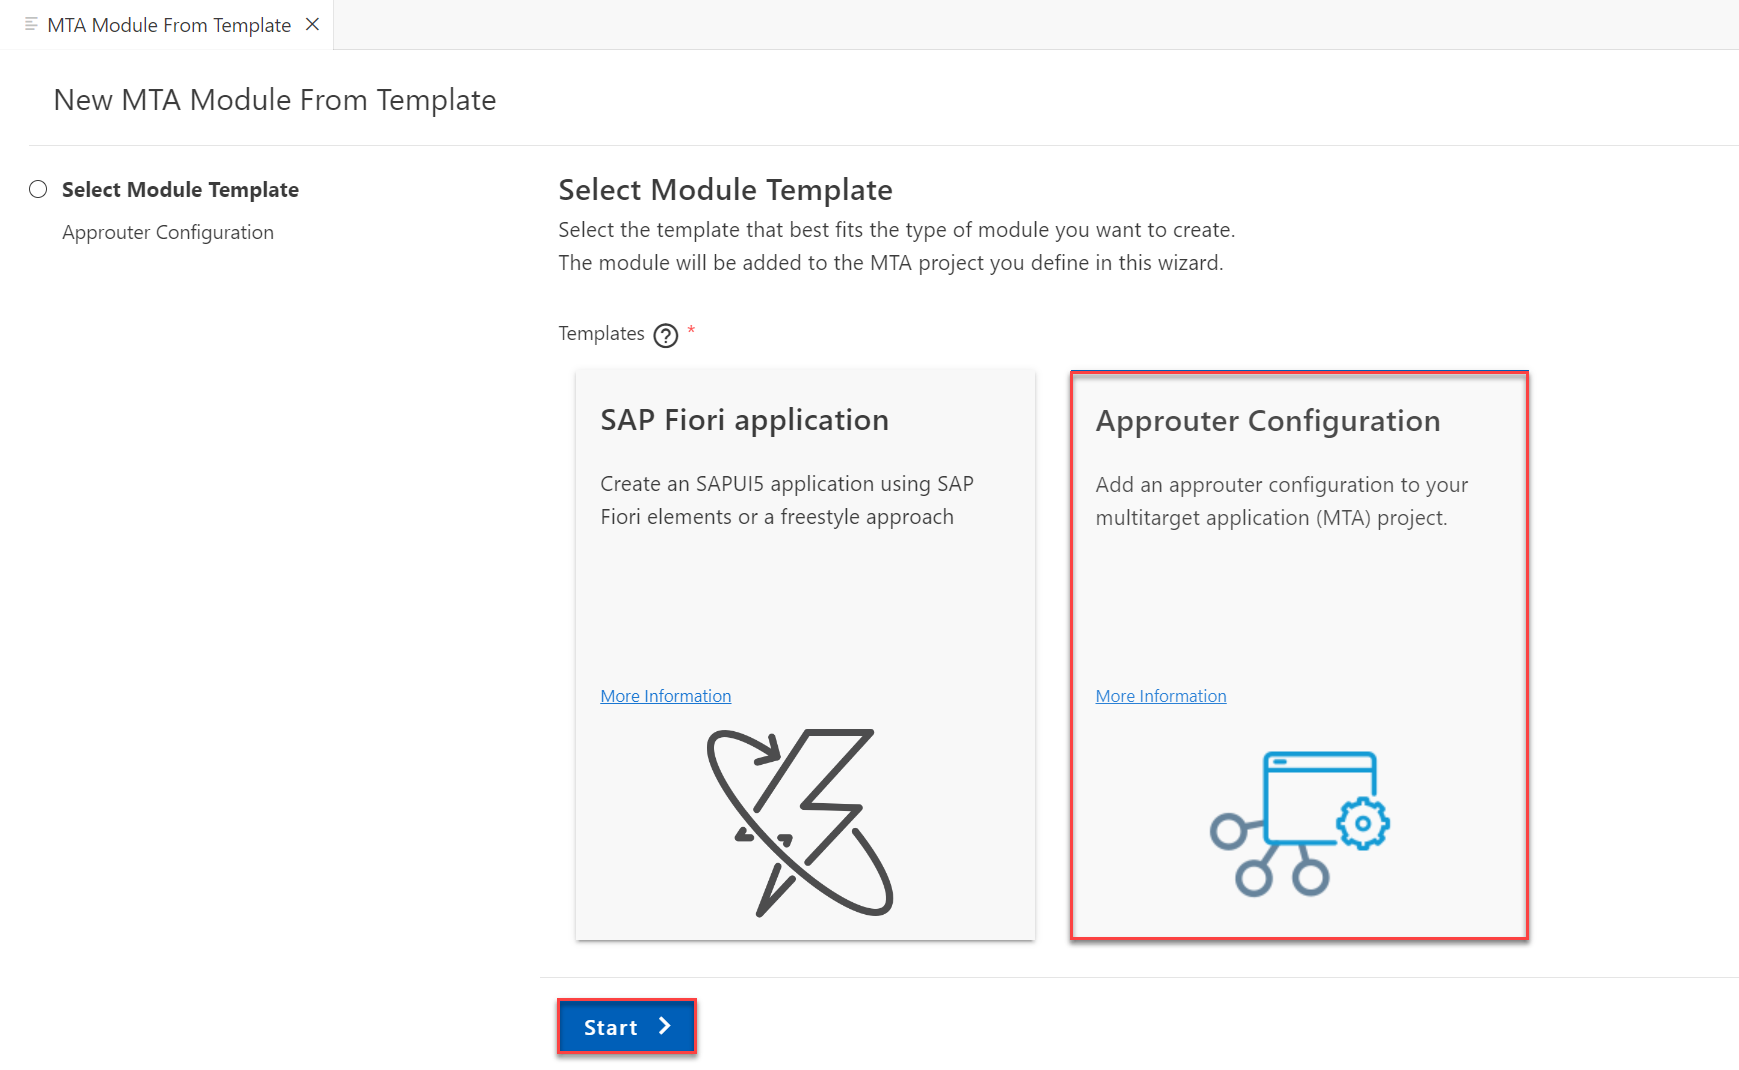 MTA Module From Template
New MTA Module From Template
Select Module Template
Approuter Configuration
Select Module Template
Select the template that best fits the type of module you want to create.
The module will be added to the MTA project you define in this wizard.
Templates ? *
SAP Fiori application
Create an SAPUI5 application using SAP
Fiori elements or a freestyle approach
More Information
Approuter Configuration
Add an approuter configuration to your
multitarget application (MTA) project.
More Information
Start